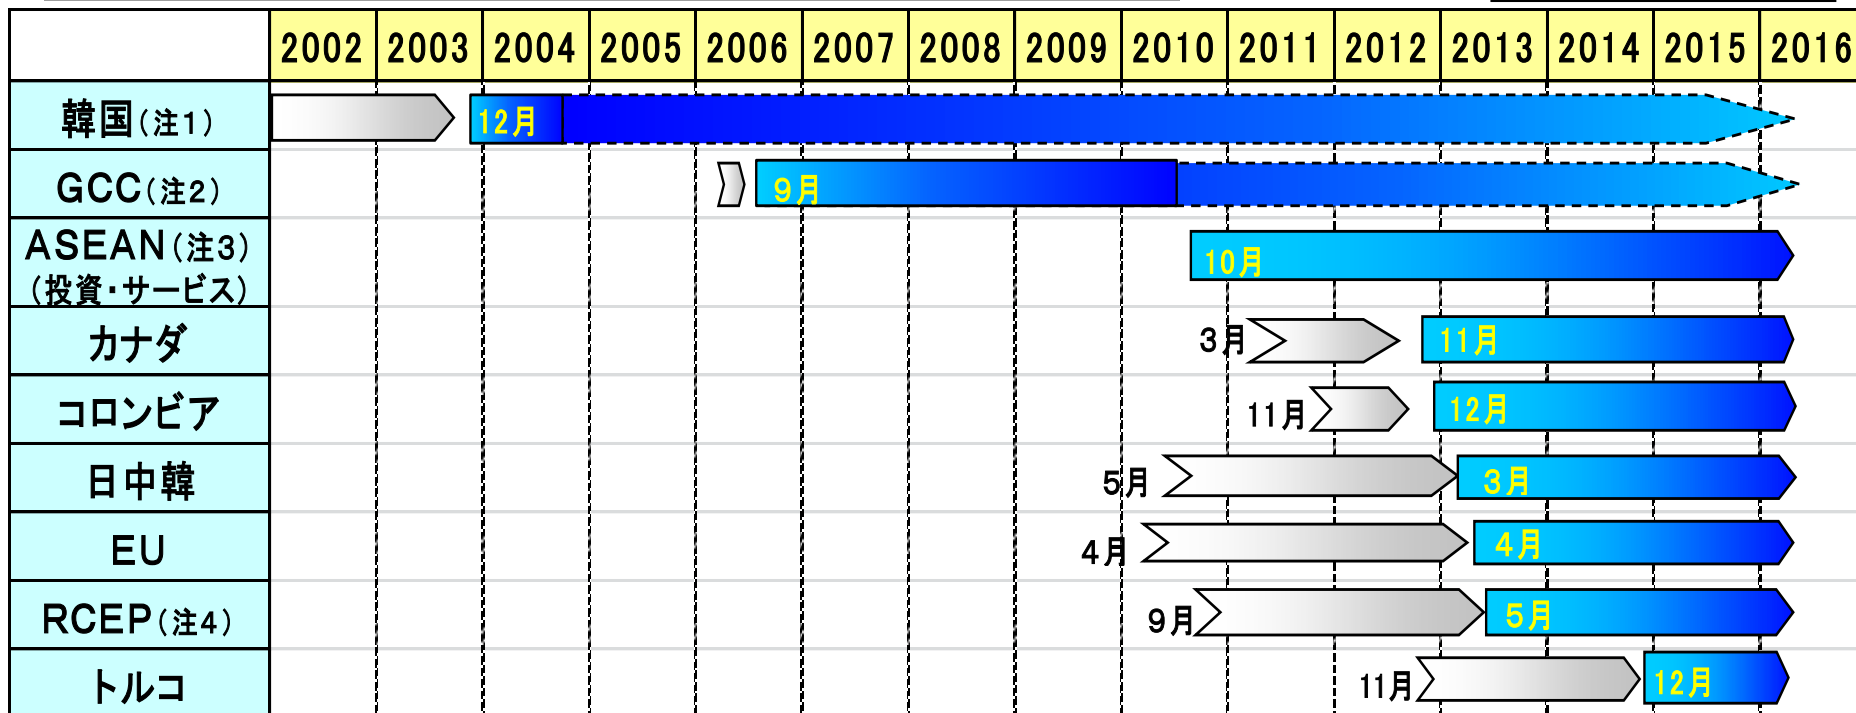 2002 2003 2004 2005 2006 2007 2008 2009 2010 2011 2012 2013 2014 2015 2016
韓国(注1) 12月
GCC(注2) 9月
ASEAN(注3)
(投資・サービス) 10月
カナダ 3月 11月
コロンビア 11月 12月
日中韓 5月 3月
EU 4月 4月
RCEP(注4) 9月 5月
トルコ 11月 12月